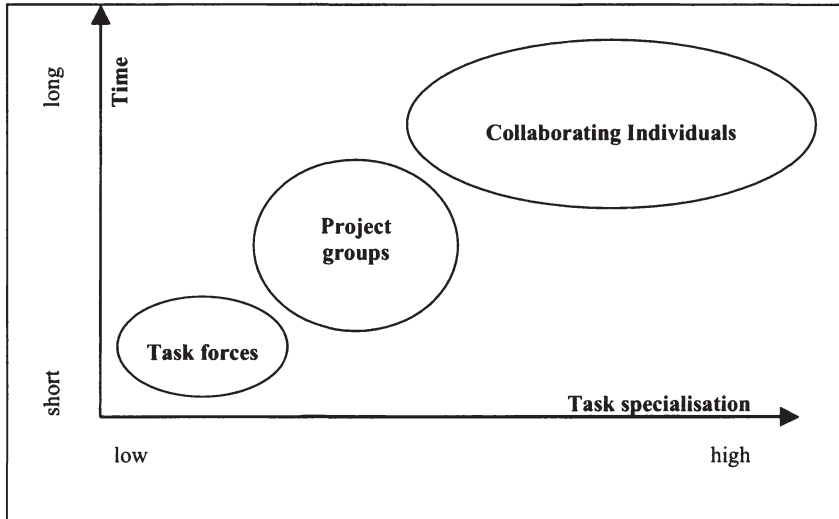 long
Time
Collaborating Individuals
Project
groups
Task forces
short
Task specialisation
low
high